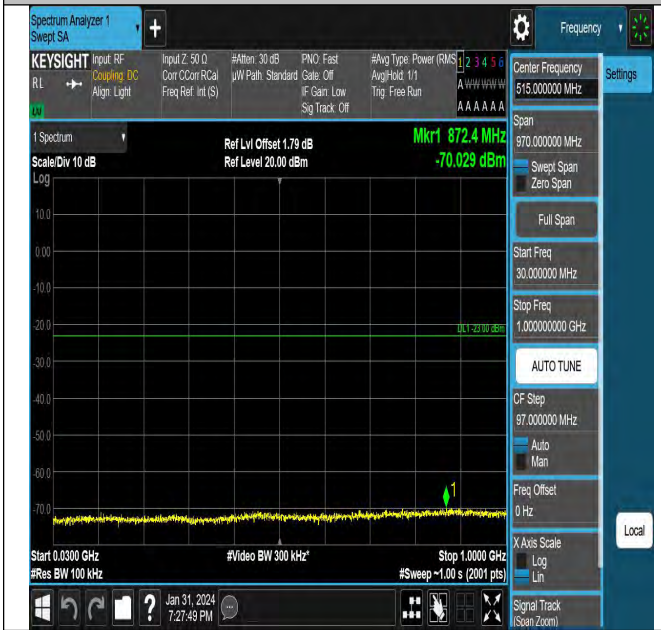 Spectrum Analyzer 1
Swept SA
+
Frequency
KEYSIGHT
RL
LXI
Input: RF
Coupling: DC
Align: Light
Input Z: 50 Ω
Corr CCorr RCal
Freq Ref: Int (S)
#Atten: 30 dB
µW Path: Standard
PNO: Fast
Gate: Off
IF Gain: Low
Sig Track: Off
#Avg Type: Power (RMS
Avg|Hold: 1/1
Trig: Free Run
1 2 3 4 5 6
A W W W W W
A A A A A A
1 Spectrum
Scale/Div 10 dB
Log
Ref Lvl Offset 1.79 dB
Ref Level 20.00 dBm
Mkr1 872.4 MHz
-70.029 dBm
10.0
0.00
-10.0
-20.0
DL1 -23.00 dBm
-30.0
-40.0
-50.0
-60.0
-70.0
1
Start 0.0300 GHz
#Res BW 100 kHz
#Video BW 300 kHz*
Stop 1.0000 GHz
#Sweep ~1.00 s (2001 pts)
Center Frequency
515.000000 MHz
Settings
Span
970.000000 MHz
Swept Span
Zero Span
Full Span
Start Freq
30.000000 MHz
Stop Freq
1.000000000 GHz
AUTO TUNE
CF Step
97.000000 MHz
Auto
Man
Freq Offset
0 Hz
Local
X Axis Scale
Log
Lin
Signal Track
(Span Zoom)
?
Jan 31, 2024
7:27:49 PM